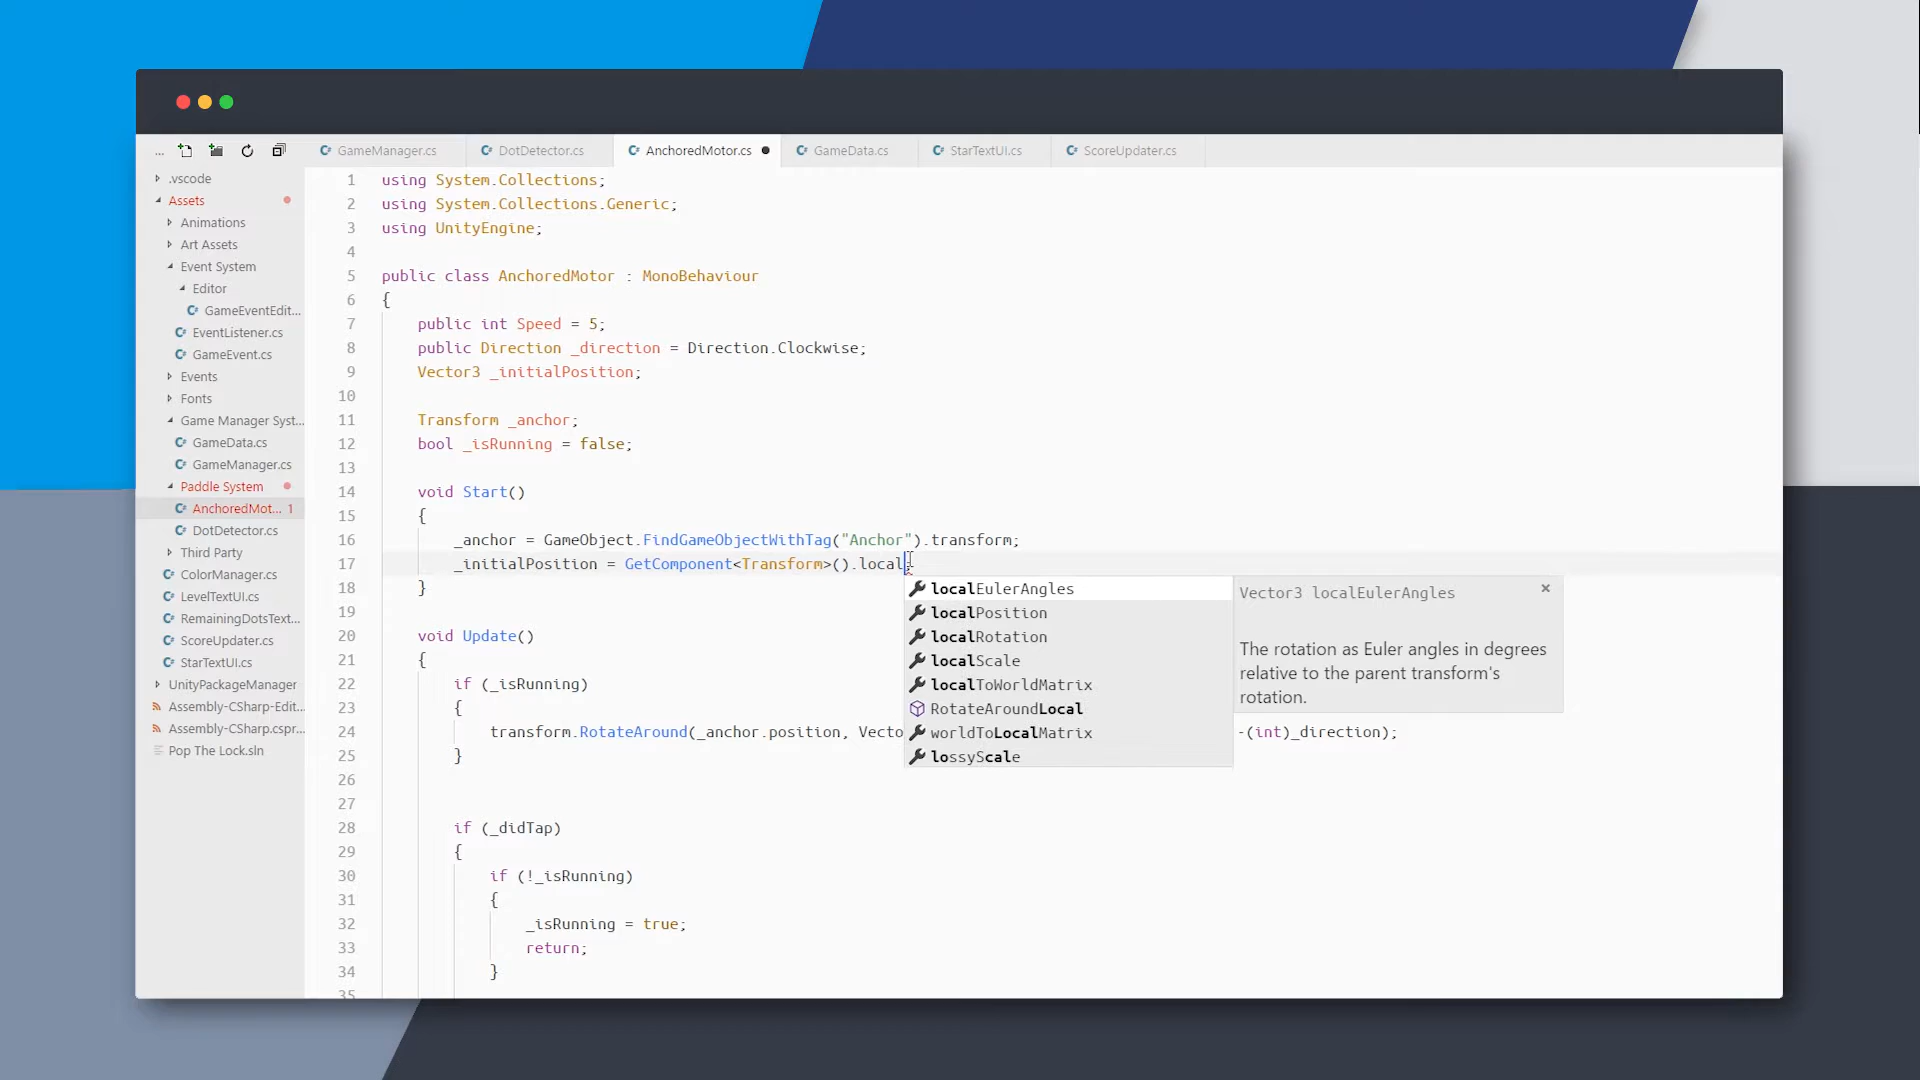 ... GameManager.cs DotDetector.cs AnchoredMotor.cs GameData.cs StarTextUI.cs ScoreUpdater.cs
.vscode
Assets
Animations
Art Assets
Event System
Editor
GameEventEdit...
EventListener.cs
GameEvent.cs
Events
Fonts
Game Manager Syst...
GameData.cs
GameManager.cs
Paddle System
AnchoredMot... 1
DotDetector.cs
Third Party
ColorManager.cs
LevelTextUI.cs
RemainingDotsText...
ScoreUpdater.cs
StarTextUI.cs
UnityPackageManager
Assembly-CSharp-Edit...
Assembly-CSharp.cspr...
Pop The Lock.sln
1 using System.Collections;
2 using System.Collections.Generic;
3 using UnityEngine;
4
5 public class AnchoredMotor : MonoBehaviour
6 {
7 public int Speed = 5;
8 public Direction _direction = Direction.Clockwise;
9 Vector3 _initialPosition;
10
11 Transform _anchor;
12 bool _isRunning = false;
13
14 void Start()
15 {
16 _anchor = GameObject.FindGameObjectWithTag("Anchor").transform;
17 _initialPosition = GetComponent<Transform>().local;
18 }
19
20 void Update()
21 {
22 if (_isRunning)
23 {
24 transform.RotateAround(_anchor.position, Vecto -(int)_direction);
25 }
26
27
28 if (_didTap)
29 {
30 if (!_isRunning)
31 {
32 _isRunning = true;
33 return;
34 }
35
localEulerAngles
localPosition
localRotation
localScale
localToWorldMatrix
RotateAroundLocal
worldToLocalMatrix
lossyScale
Vector3 localEulerAngles
The rotation as Euler angles in degrees
relative to the parent transform's
rotation.